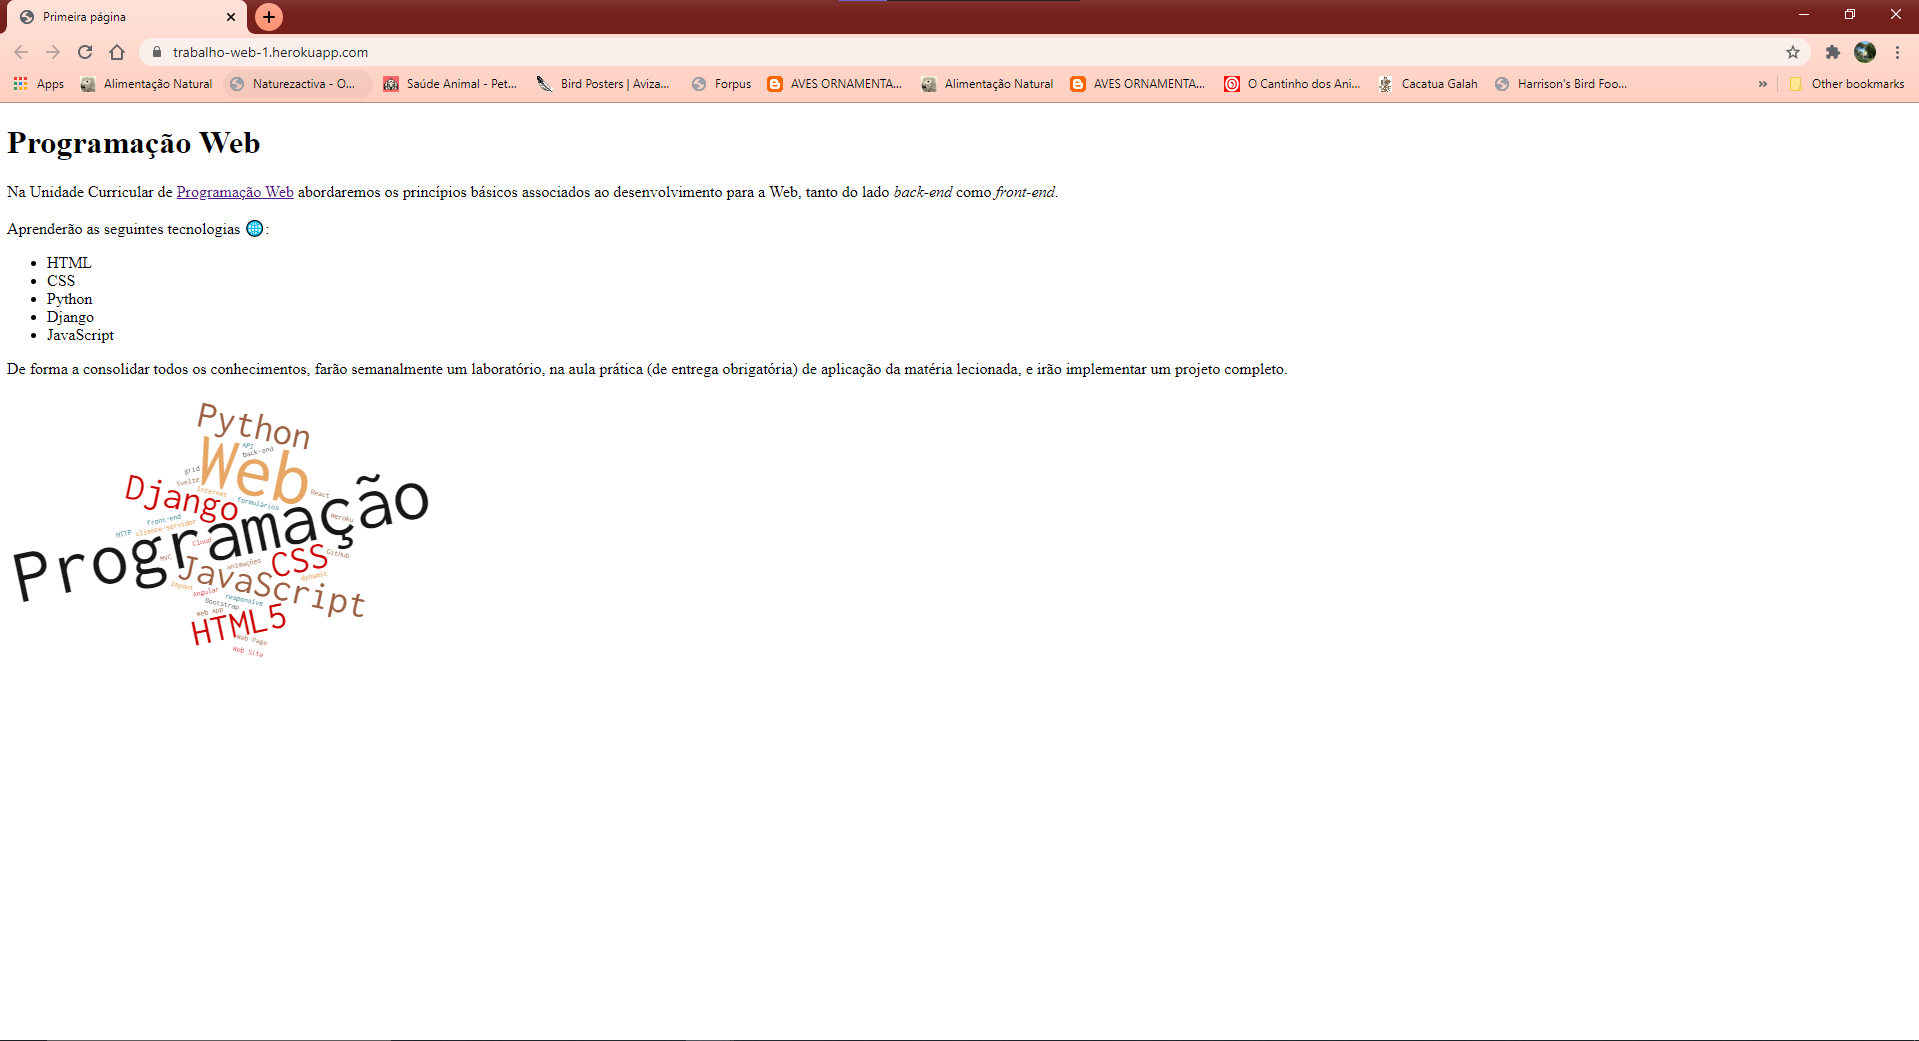 Primeira página
trabalho-web-1.herokuapp.com
Apps Alimentação Natural Naturezactiva - O... Saúde Animal - Pet... Bird Posters | Aviza... Forpus AVES ORNAMENTA... Alimentação Natural AVES ORNAMENTA... O Cantinho dos Ani... Cacatua Galah Harrison's Bird Foo... » Other bookmarks
Programação Web
Na Unidade Curricular de Programação Web abordaremos os princípios básicos associados ao desenvolvimento para a Web, tanto do lado back-end como front-end.
Aprenderão as seguintes tecnologias 🌐:
• HTML
• CSS
• Python
• Django
• JavaScript
De forma a consolidar todos os conhecimentos, farão semanalmente um laboratório, na aula prática (de entrega obrigatória) de aplicação da matéria lecionada, e irão implementar um projeto completo.
Python
API
back-end
Web
grid
Svelte
Internet
React
Django
formulários
Programação
Heroku
front-end
HTTP
cliente-servidor
Cloud
CSS
GitHub
MVC
animações
JavaScript
dynamic
layout
Angular
responsive
Bootstrap
Web App
HTML5
Web Page
Web Site